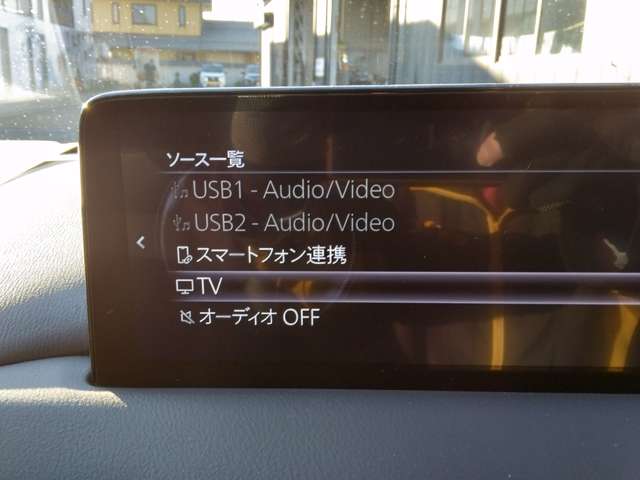 ソース一覧
USB1 - Audio/Video
USB2 - Audio/Video
スマートフォン連携
TV
オーディオ OFF